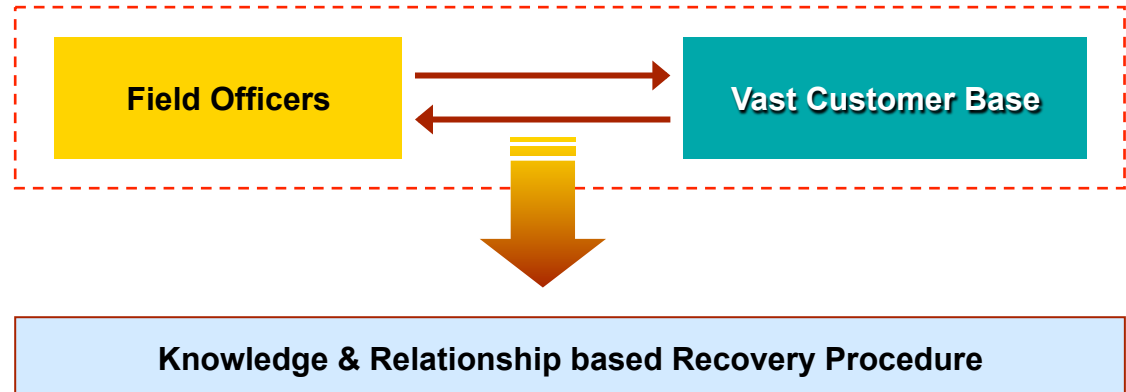 Field Officers
Vast Customer Base
Knowledge & Relationship based Recovery Procedure